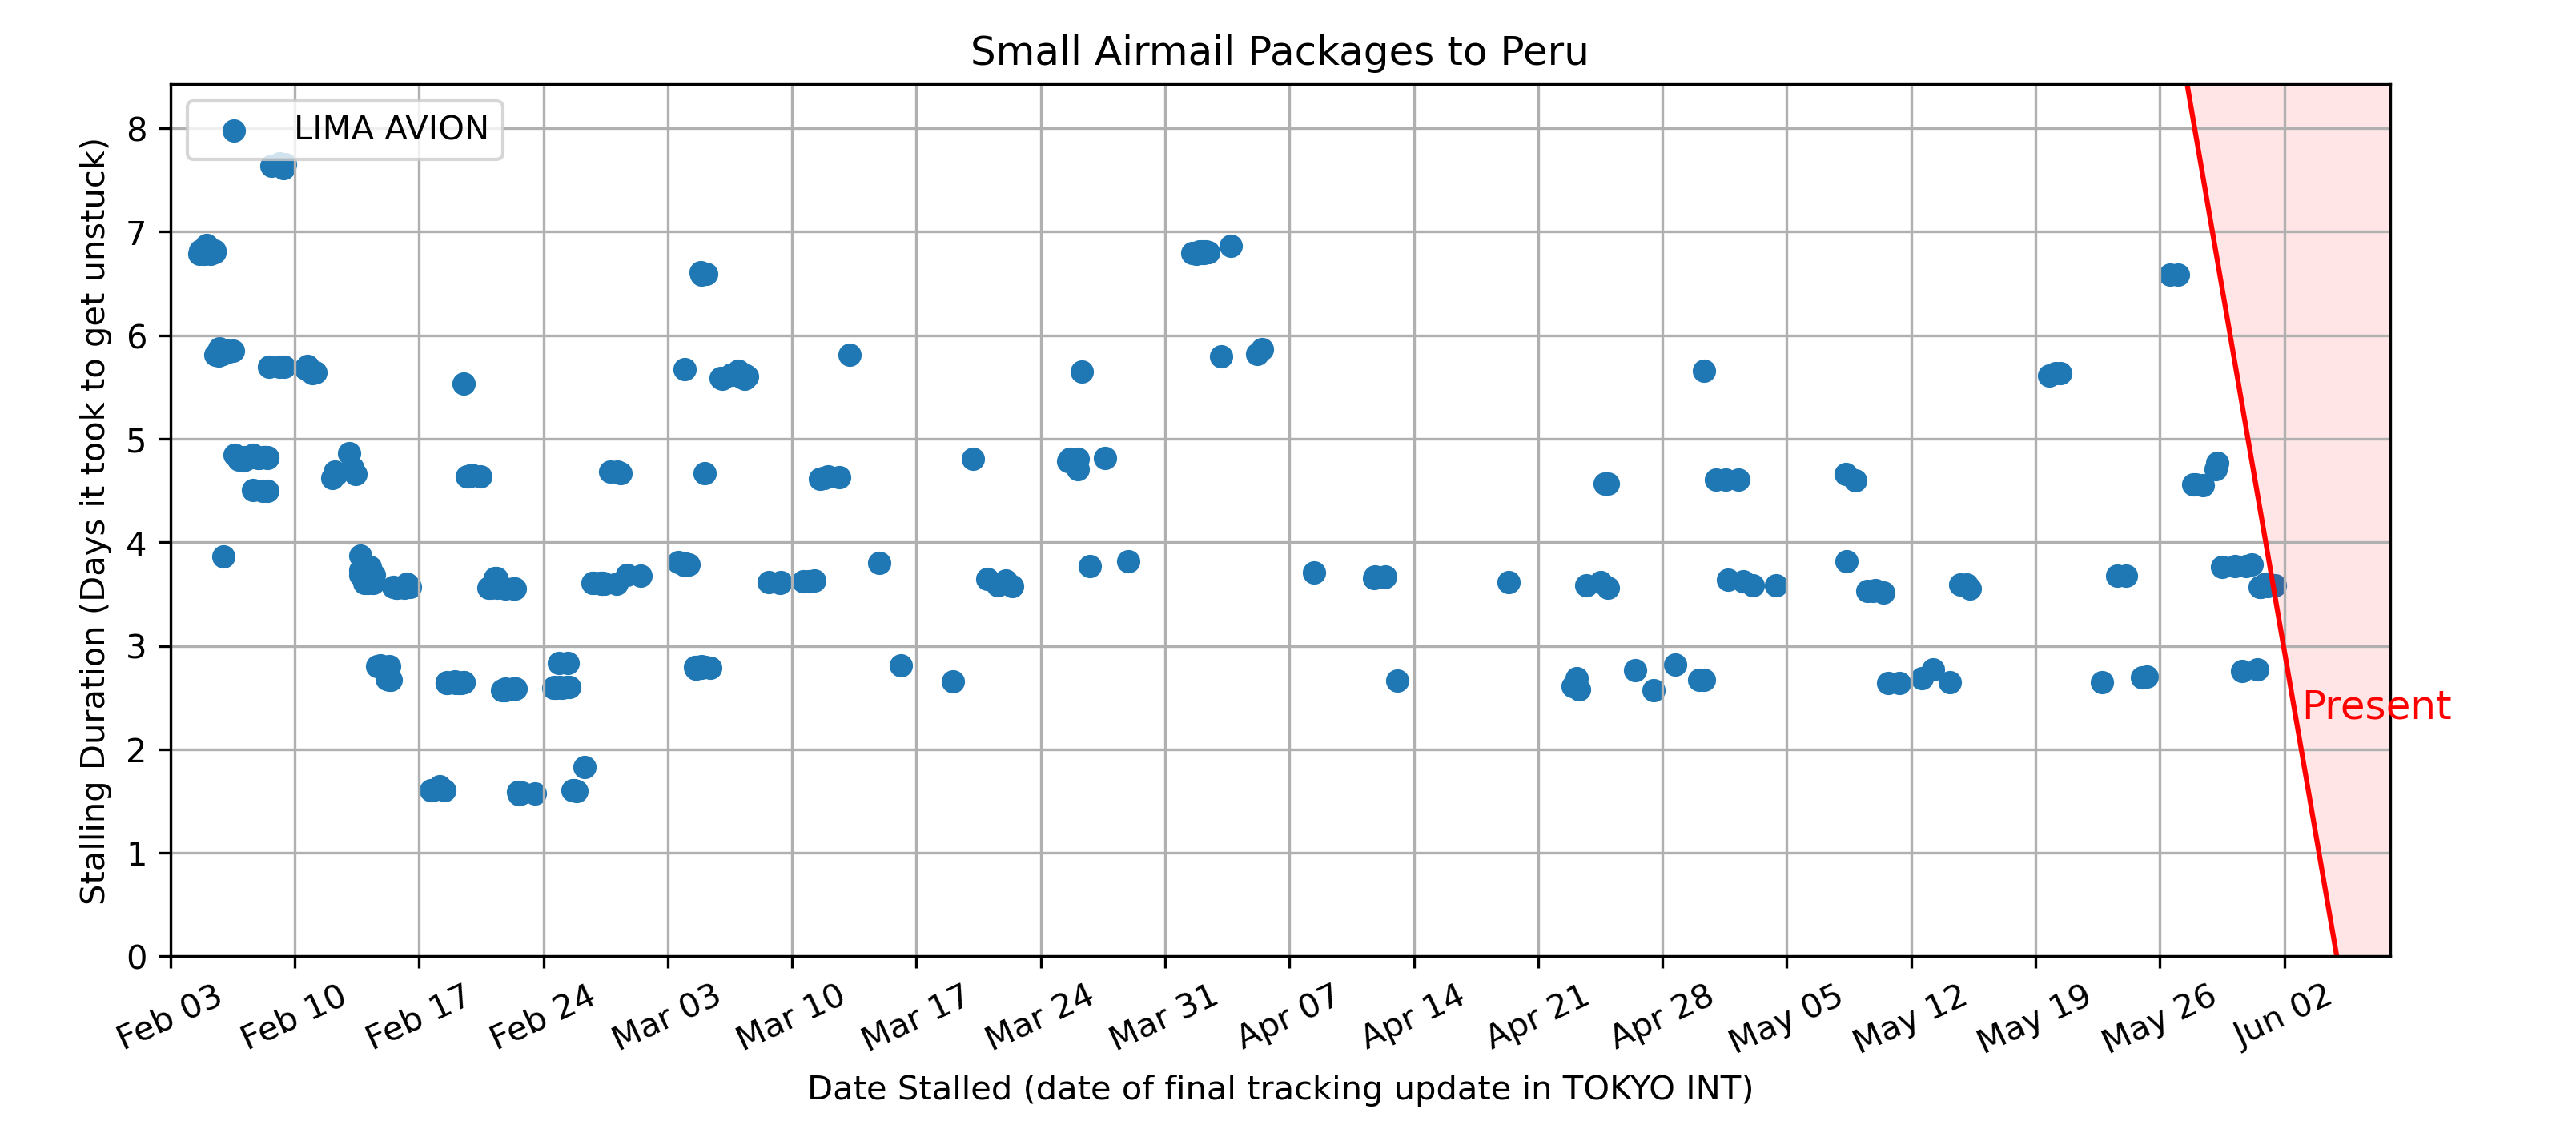 Small Airmail Packages to Peru
LIMA AVION
Stalling Duration (Days it took to get unstuck)
8
7
6
5
4
3
2
1
0
Present
Feb 03 Feb 10 Feb 17 Feb 24 Mar 03 Mar 10 Mar 17 Mar 24 Mar 31 Apr 07 Apr 14 Apr 21 Apr 28 May 05 May 12 May 19 May 26 Jun 02
Date Stalled (date of final tracking update in TOKYO INT)